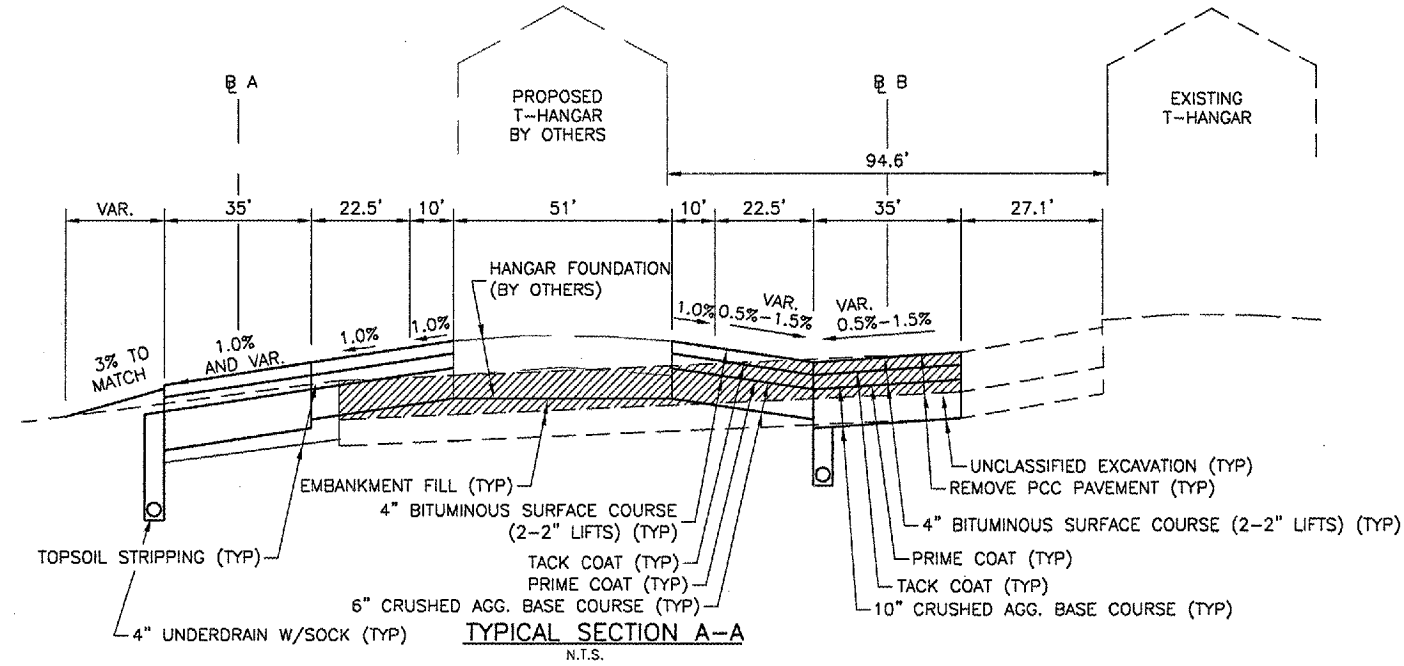 ℄ A
PROPOSED
T-HANGAR
BY OTHERS
℄ B
EXISTING
T-HANGAR
94.6'
VAR.
35'
22.5'
10'
51'
10'
22.5'
35'
27.1'
HANGAR FOUNDATION
(BY OTHERS)
3% TO
MATCH
1.0%
AND VAR.
1.0%
1.0%
1.0%
VAR.
0.5%-1.5%
VAR.
0.5%-1.5%
EMBANKMENT FILL (TYP)
4" BITUMINOUS SURFACE COURSE
(2-2" LIFTS) (TYP)
TACK COAT (TYP)
PRIME COAT (TYP)
6" CRUSHED AGG. BASE COURSE (TYP)
UNCLASSIFIED EXCAVATION (TYP)
REMOVE PCC PAVEMENT (TYP)
4" BITUMINOUS SURFACE COURSE (2-2" LIFTS) (TYP)
PRIME COAT (TYP)
TACK COAT (TYP)
10" CRUSHED AGG. BASE COURSE (TYP)
TOPSOIL STRIPPING (TYP)
4" UNDERDRAIN W/SOCK (TYP)
TYPICAL SECTION A-A
N.T.S.